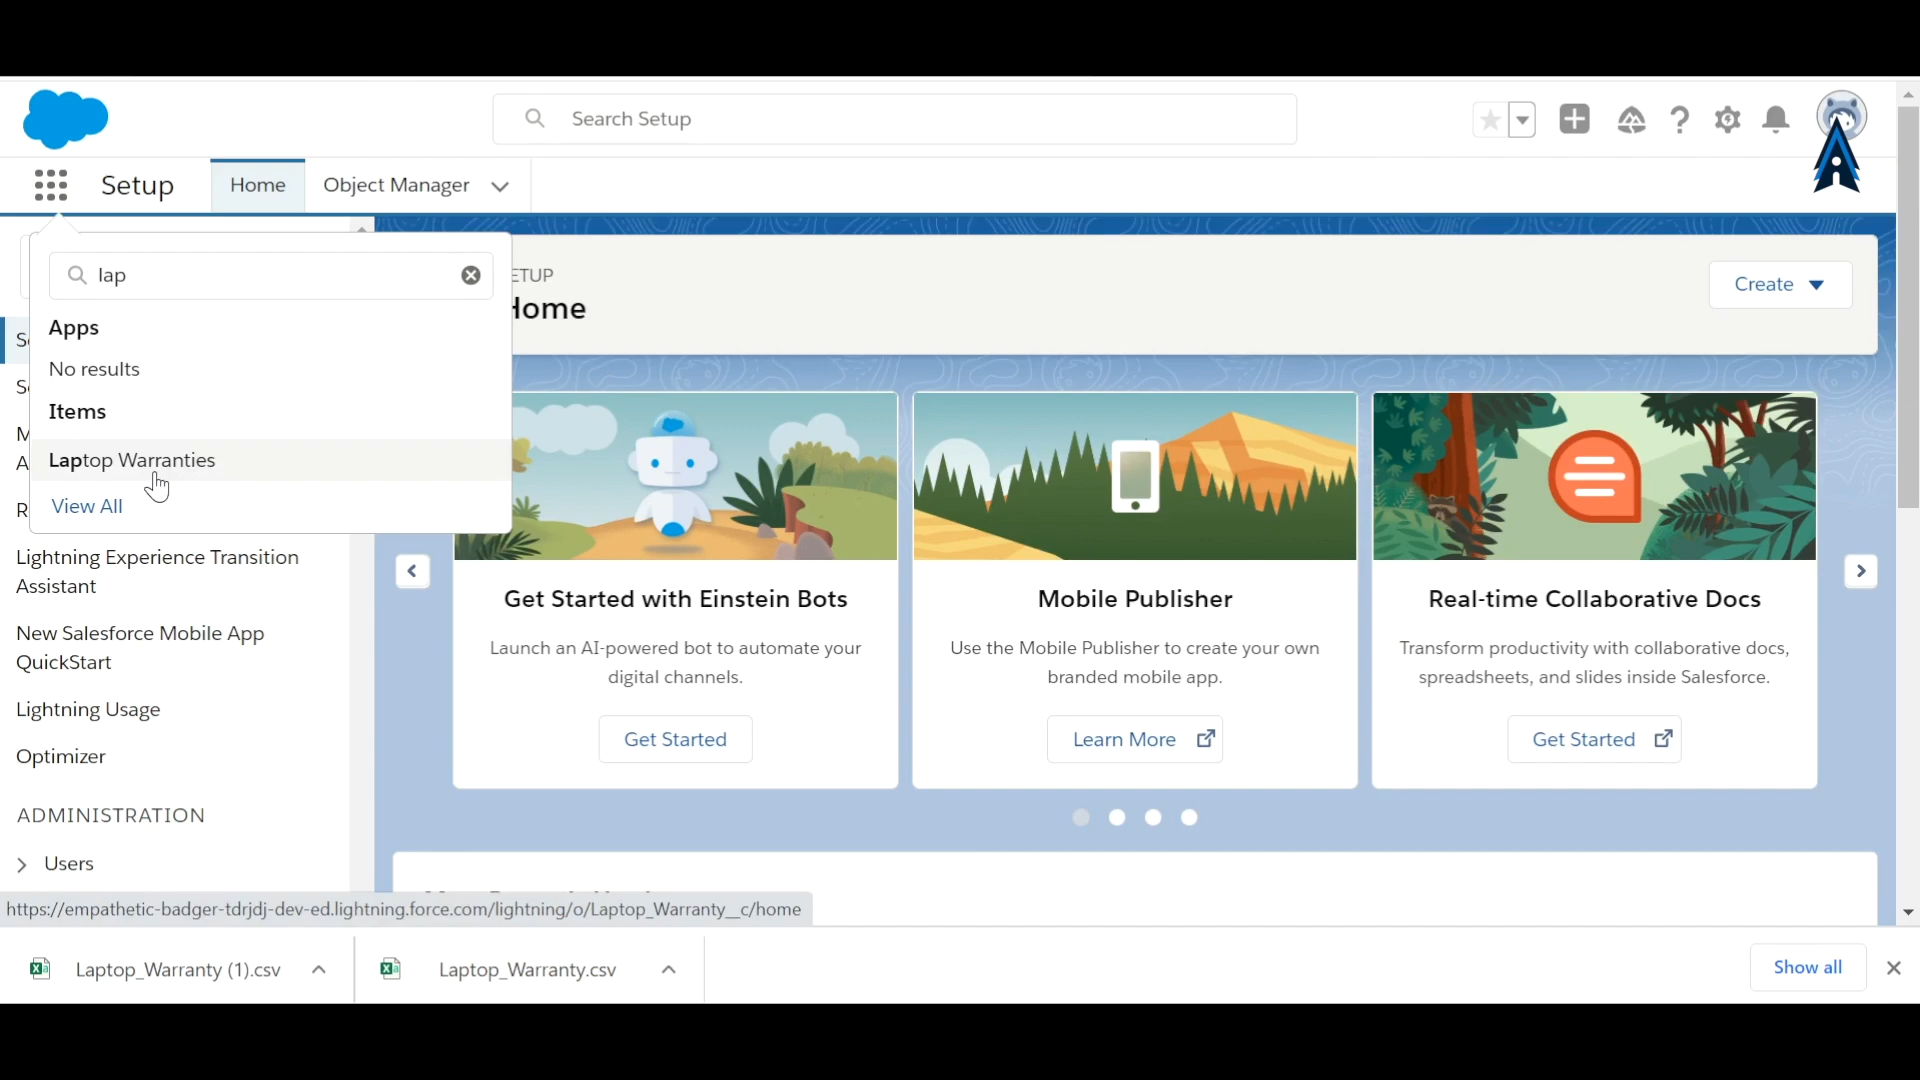 Search Setup
Setup
Home
Object Manager
lap
Apps
No results
Items
Laptop Warranties
View All
ETUP
Home
Create
Lightning Experience Transition
Assistant
New Salesforce Mobile App
QuickStart
Lightning Usage
Optimizer
ADMINISTRATION
Users
Get Started with Einstein Bots
Launch an AI-powered bot to automate your
digital channels.
Get Started
Mobile Publisher
Use the Mobile Publisher to create your own
branded mobile app.
Learn More
Real-time Collaborative Docs
Transform productivity with collaborative docs,
spreadsheets, and slides inside Salesforce.
Get Started
https://empathetic-badger-tdrjdj-dev-ed.lightning.force.com/lightning/o/Laptop_Warranty__c/home
Laptop_Warranty (1).csv
Laptop_Warranty.csv
Show all